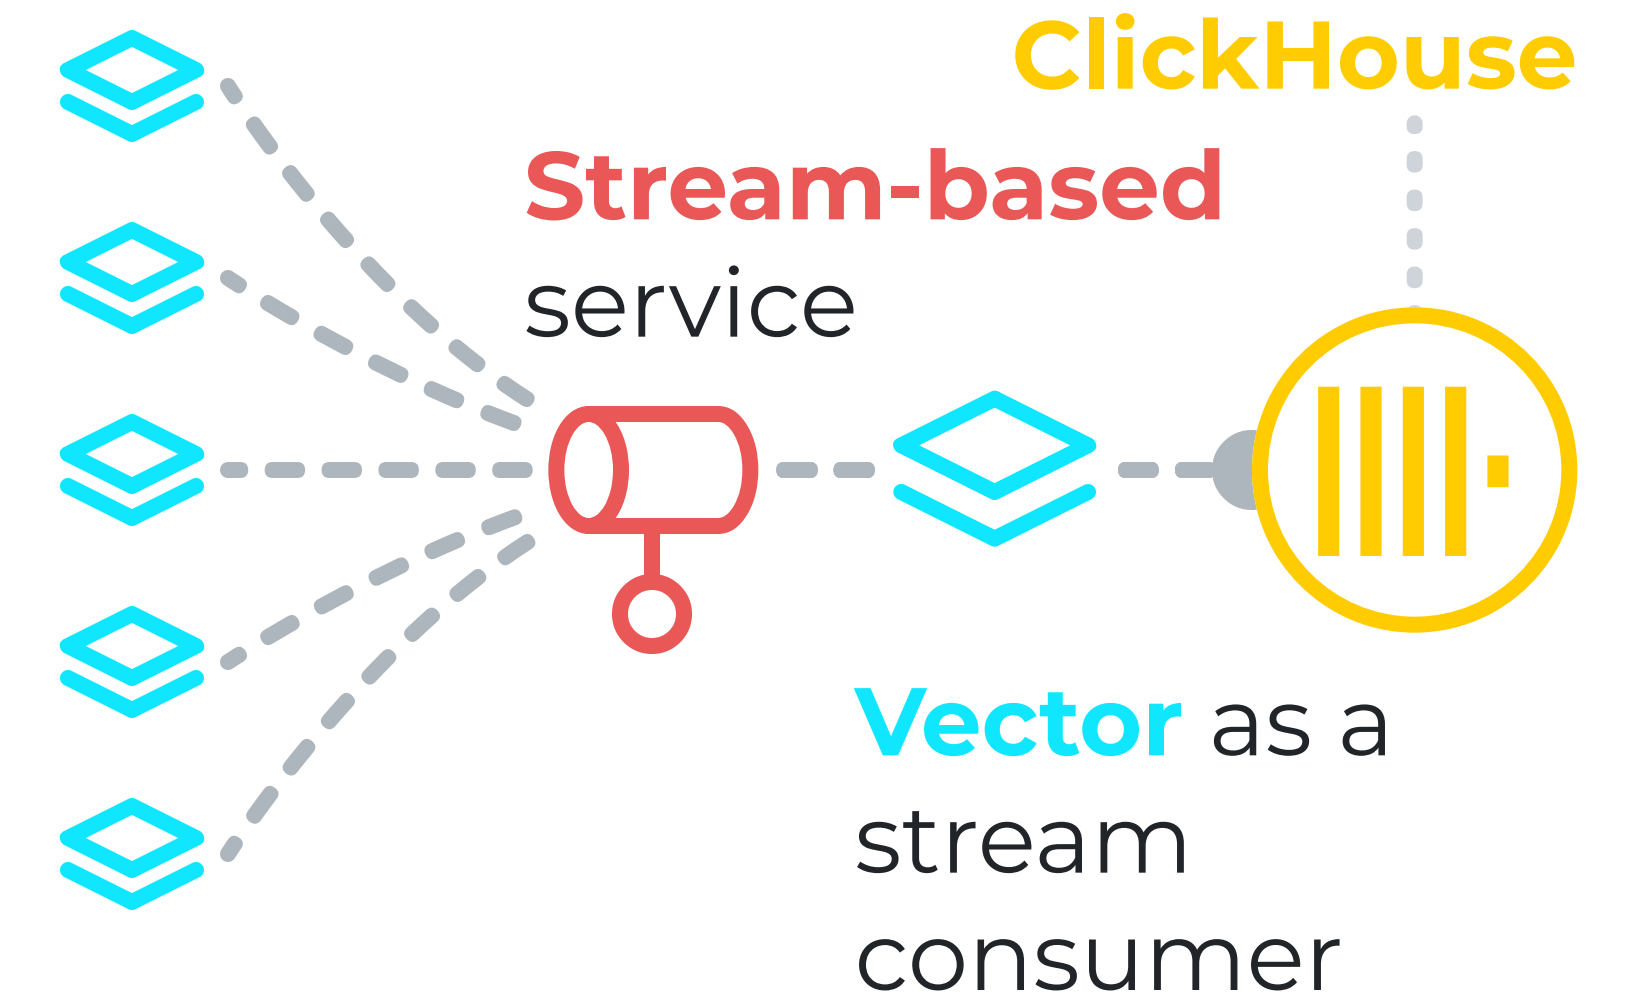 ClickHouse
Stream-based
service
Vector as a
stream
consumer